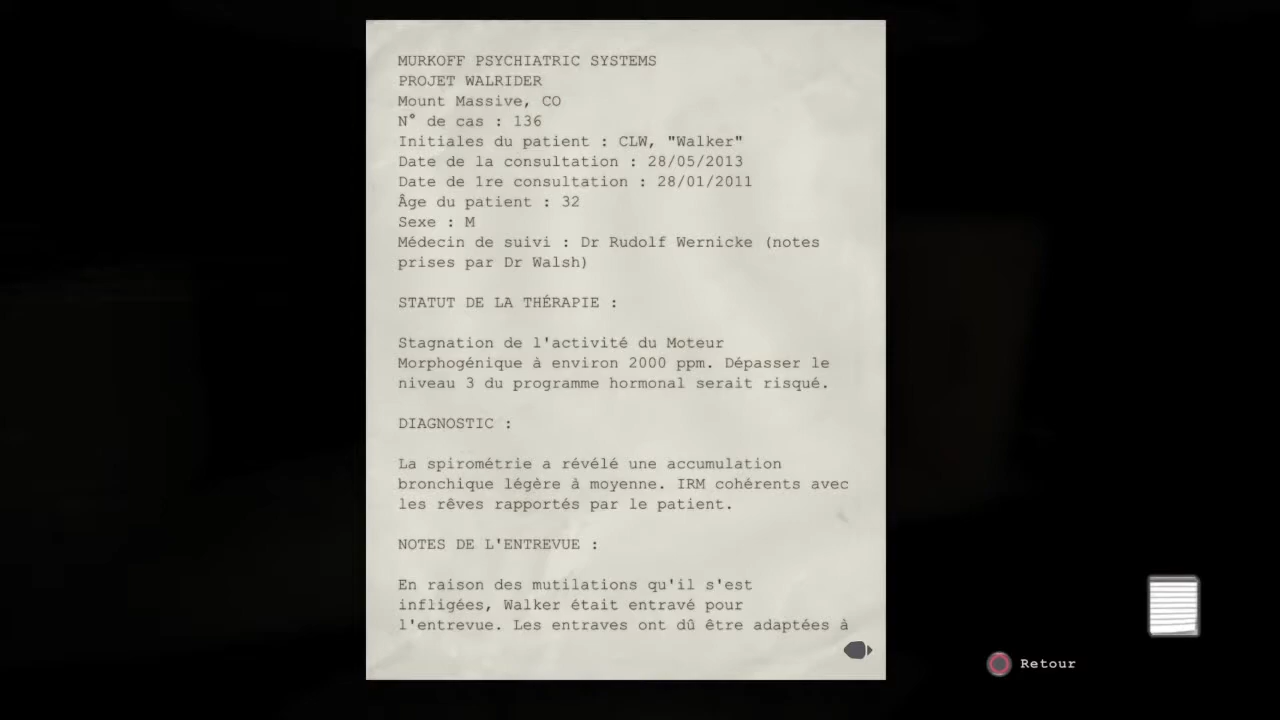 MURKOFF PSYCHIATRIC SYSTEMS
PROJET WALRIDER
Mount Massive, CO
N° de cas : 136
Initiales du patient : CLW, "Walker"
Date de la consultation : 28/05/2013
Date de 1re consultation : 28/01/2011
Âge du patient : 32
Sexe : M
Médecin de suivi : Dr Rudolf Wernicke (notes
prises par Dr Walsh)
STATUT DE LA THÉRAPIE :
Stagnation de l'activité du Moteur
Morphogénique à environ 2000 ppm. Dépasser le
niveau 3 du programme hormonal serait risqué.
DIAGNOSTIC :
La spirométrie a révélé une accumulation
bronchique légère à moyenne. IRM cohérents avec
les rêves rapportés par le patient.
NOTES DE L'ENTREVUE :
En raison des mutilations qu'il s'est
infligées, Walker était entravé pour
l'entrevue. Les entraves ont dû être adaptées à
Retour